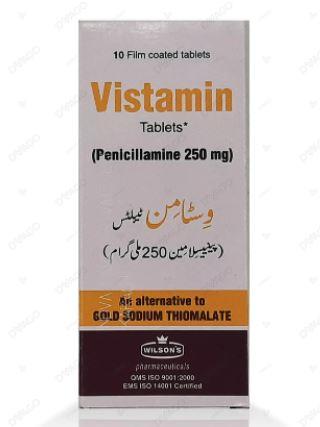 10 Film coated tablets
Vistamin
Tablets*
(Penicillamine 250 mg)
وسٹامن ٹیبلٹس
(پینیسلامین 250 ملی گرام)
An alternative to
GOLD SODIUM THIOMALATE
WILSON'S
pharmaceuticals
QMS ISO 9001:2000
EMS ISO 14001 Certified